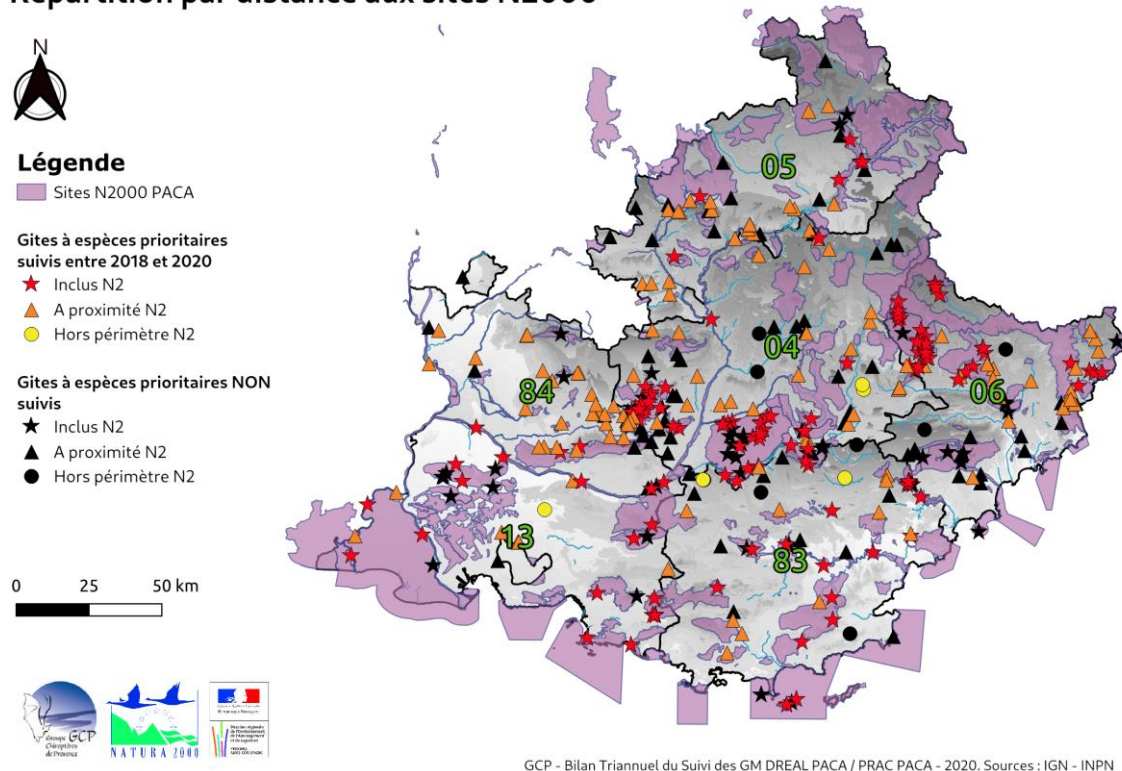 Répartition par distance aux sites N2000
N
Légende
Sites N2000 PACA
Gites à espèces prioritaires
suivis entre 2018 et 2020
Inclus N2
A proximité N2
Hors périmètre N2
Gites à espèces prioritaires NON
suivis
Inclus N2
A proximité N2
Hors périmètre N2
05
04
84
06
13
83
0 25 50 km
Groupe
GCP
Chiroptères
de Provence
NATURA 2000
GCP - Bilan Triannuel du Suivi des GM DREAL PACA / PRAC PACA - 2020. Sources : IGN - INPN